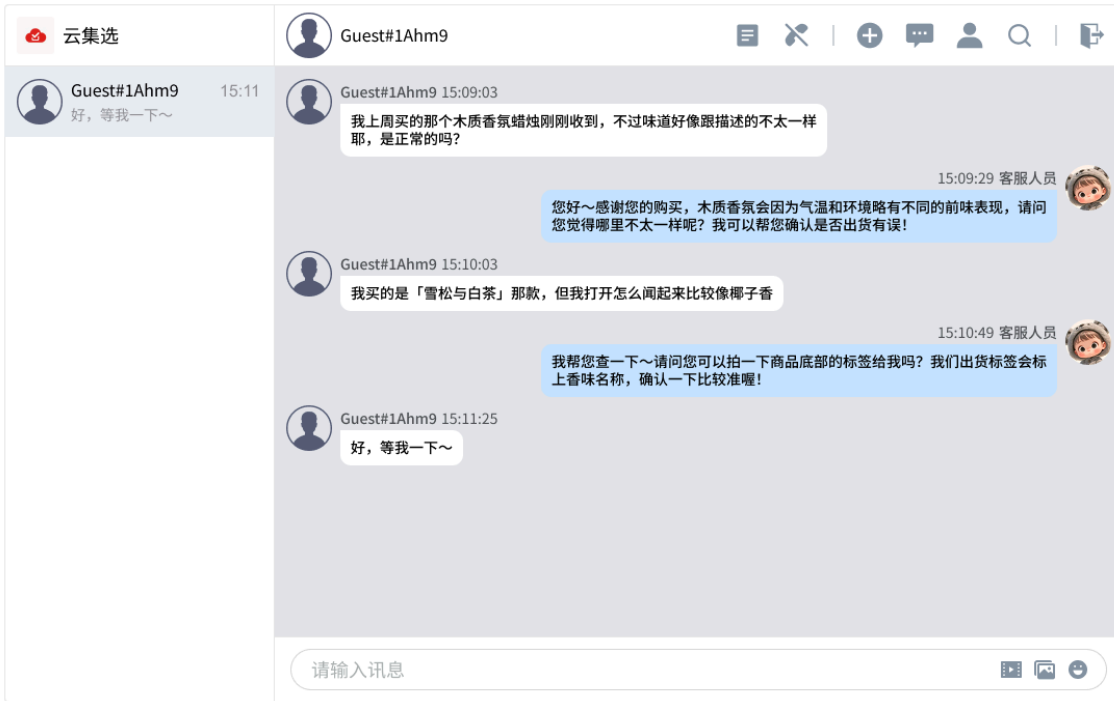 云集选
Guest#1Ahm9
Guest#1Ahm9 15:11
好，等我一下～
Guest#1Ahm9 15:09:03
我上周买的那个木质香氛蜡烛刚刚收到，不过味道好像跟描述的不太一样
耶，是正常的吗？
15:09:29 客服人员
您好～感谢您的购买，木质香氛会因为气温和环境略有不同的前味表现，请问
您觉得哪里不太一样呢？我可以帮您确认是否出货有误！
Guest#1Ahm9 15:10:03
我买的是「雪松与白茶」那款，但我打开怎么闻起来比较像椰子香
15:10:49 客服人员
我帮您查一下～请问您可以拍一下商品底部的标签给我吗？我们出货标签会标
上香味名称，确认一下比较准喔！
Guest#1Ahm9 15:11:25
好，等我一下～
请输入讯息